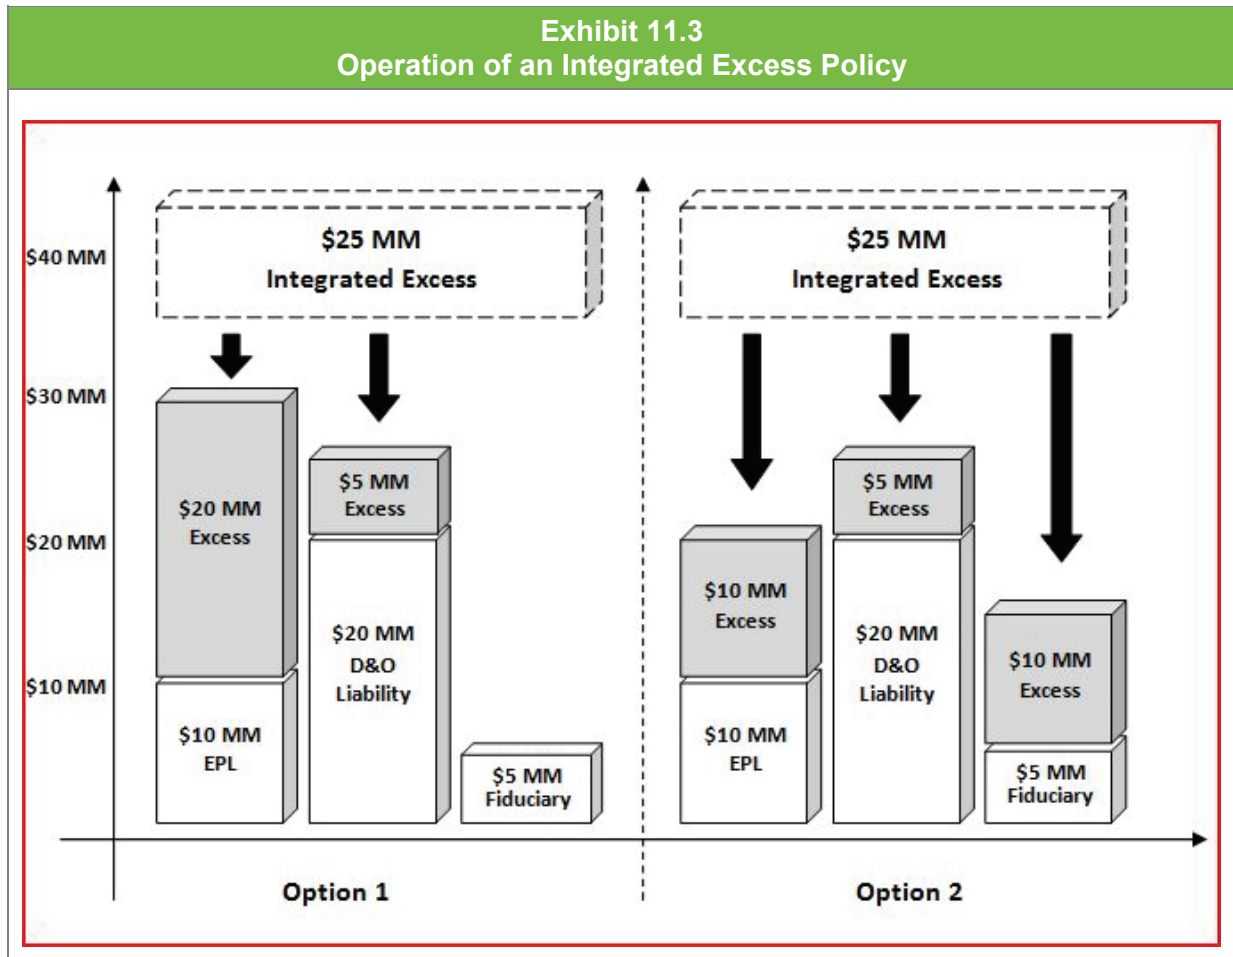 Exhibit 11.3
Operation of an Integrated Excess Policy
$40 MM
$30 MM
$20 MM
$10 MM
$25 MM
Integrated Excess
$20 MM
Excess
$10 MM
EPL
$5 MM
Excess
$20 MM
D&O
Liability
$5 MM
Fiduciary
Option 1
$25 MM
Integrated Excess
$10 MM
Excess
$10 MM
EPL
$5 MM
Excess
$20 MM
D&O
Liability
$10 MM
Excess
$5 MM
Fiduciary
Option 2